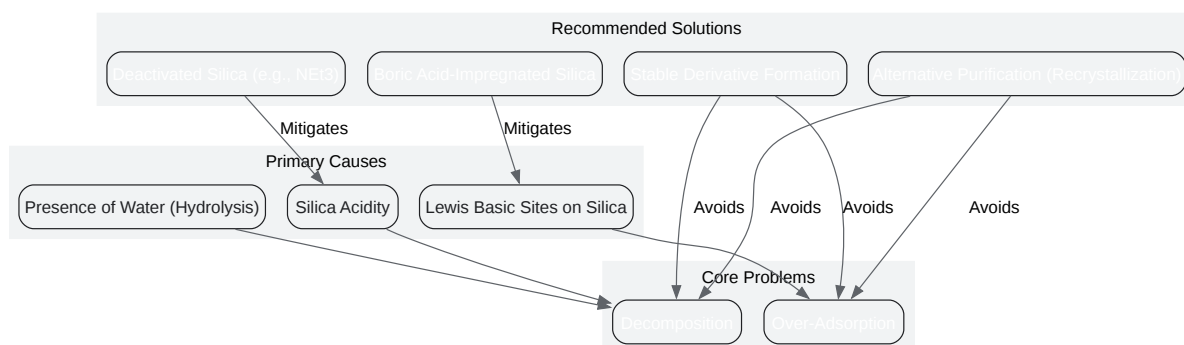 Recommended Solutions
Deactivated Silica (e.g., NEt3)
Boric Acid-Impregnated Silica
Stable Derivative Formation
Alternative Purification (Recrystallization)
Mitigates
Mitigates
Primary Causes
Presence of Water (Hydrolysis)
Silica Acidity
Lewis Basic Sites on Silica
Avoids
Avoids
Avoids
Avoids
Core Problems
Decomposition
Over-Adsorption